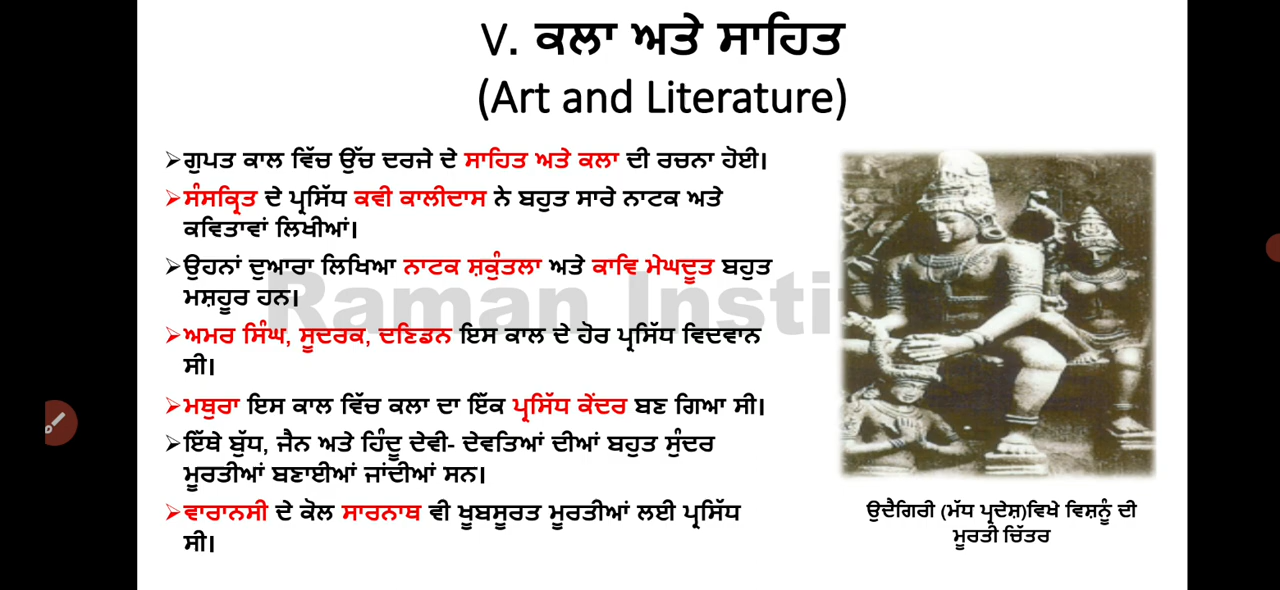 V. ਕਲਾ ਅਤੇ ਸਾਹਿਤ
(Art and Literature)
➢ਗੁਪਤ ਕਾਲ ਵਿੱਚ ਉੱਚ ਦਰਜੇ ਦੇ ਸਾਹਿਤ ਅਤੇ ਕਲਾ ਦੀ ਰਚਨਾ ਹੋਈ।
➢ਸੰਸਕ੍ਰਿਤ ਦੇ ਪ੍ਰਸਿੱਧ ਕਵੀ ਕਾਲੀਦਾਸ ਨੇ ਬਹੁਤ ਸਾਰੇ ਨਾਟਕ ਅਤੇ
ਕਵਿਤਾਵਾਂ ਲਿਖੀਆਂ।
➢ਉਹਨਾਂ ਦੁਆਰਾ ਲਿਖਿਆ ਨਾਟਕ ਸ਼ਕੁੰਤਲਾ ਅਤੇ ਕਾਵਿ ਮੇਘਦੂਤ ਬਹੁਤ
ਮਸ਼ਹੂਰ ਹਨ।
➢ਅਮਰ ਸਿੰਘ, ਸੂਦਰਕ, ਦਣਿਡਨ ਇਸ ਕਾਲ ਦੇ ਹੋਰ ਪ੍ਰਸਿੱਧ ਵਿਦਵਾਨ
ਸੀ।
➢ਮਥੁਰਾ ਇਸ ਕਾਲ ਵਿੱਚ ਕਲਾ ਦਾ ਇੱਕ ਪ੍ਰਸਿੱਧ ਕੇਂਦਰ ਬਣ ਗਿਆ ਸੀ।
➢ਇੱਥੇ ਬੁੱਧ, ਜੈਨ ਅਤੇ ਹਿੰਦੂ ਦੇਵੀ- ਦੇਵਤਿਆਂ ਦੀਆਂ ਬਹੁਤ ਸੁੰਦਰ
ਮੂਰਤੀਆਂ ਬਣਾਈਆਂ ਜਾਂਦੀਆਂ ਸਨ।
➢ਵਾਰਾਨਸੀ ਦੇ ਕੋਲ ਸਾਰਨਾਥ ਵੀ ਖੂਬਸੂਰਤ ਮੂਰਤੀਆਂ ਲਈ ਪ੍ਰਸਿੱਧ
ਸੀ।
Raman Instit
ਉਦੈਗਿਰੀ (ਮੱਧ ਪ੍ਰਦੇਸ਼)ਵਿਖੇ ਵਿਸ਼ਨੂੰ ਦੀ
ਮੂਰਤੀ ਚਿੱਤਰ